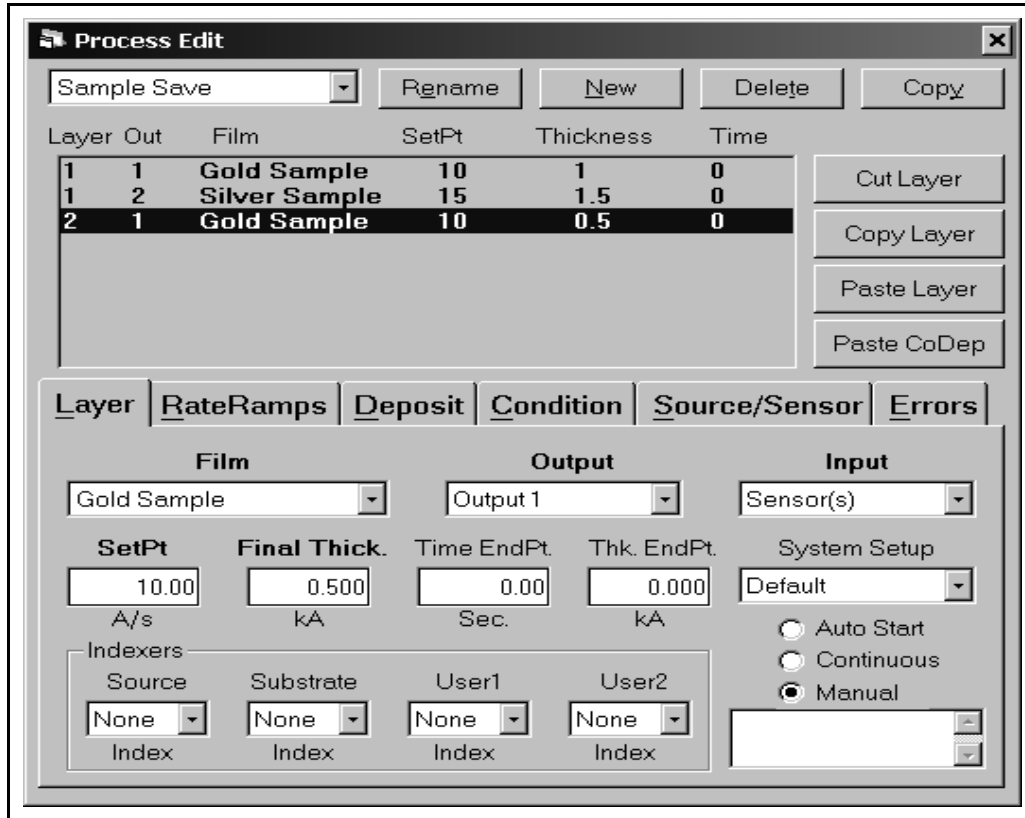 Process Edit
Sample Save
Rename
New
Delete
Copy
Layer Out Film SetPt Thickness Time
1 1 Gold Sample 10 1 0
1 2 Silver Sample 15 1.5 0
2 1 Gold Sample 10 0.5 0
Cut Layer
Copy Layer
Paste Layer
Paste CoDep
Layer RateRamps Deposit Condition Source/Sensor Errors
Film Output Input
Gold Sample Output 1 Sensor(s)
SetPt Final Thick. Time EndPt. Thk. EndPt. System Setup
10.00 0.500 0.00 0.000 Default
A/s kA Sec. kA
Auto Start
Continuous
Manual
Indexers
Source Substrate User1 User2
None None None None
Index Index Index Index